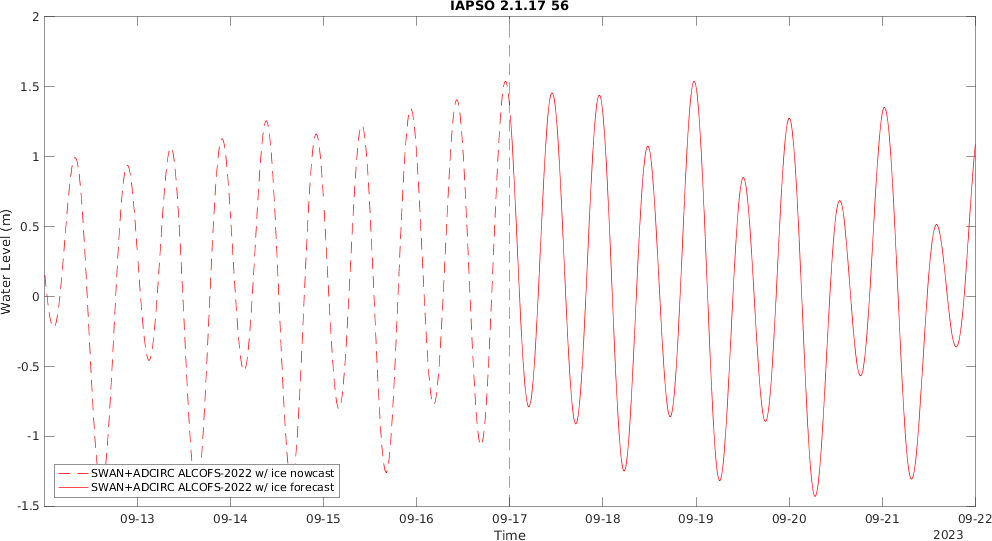 IAPSO 2.1.17 56
2
1.5
1
0.5
0
-0.5
-1
-1.5
Water Level (m)
SWAN+ADCIRC ALCOFS-2022 w/ ice nowcast
SWAN+ADCIRC ALCOFS-2022 w/ ice forecast
09-13 09-14 09-15 09-16 09-17 09-18 09-19 09-20 09-21 09-22
Time
2023